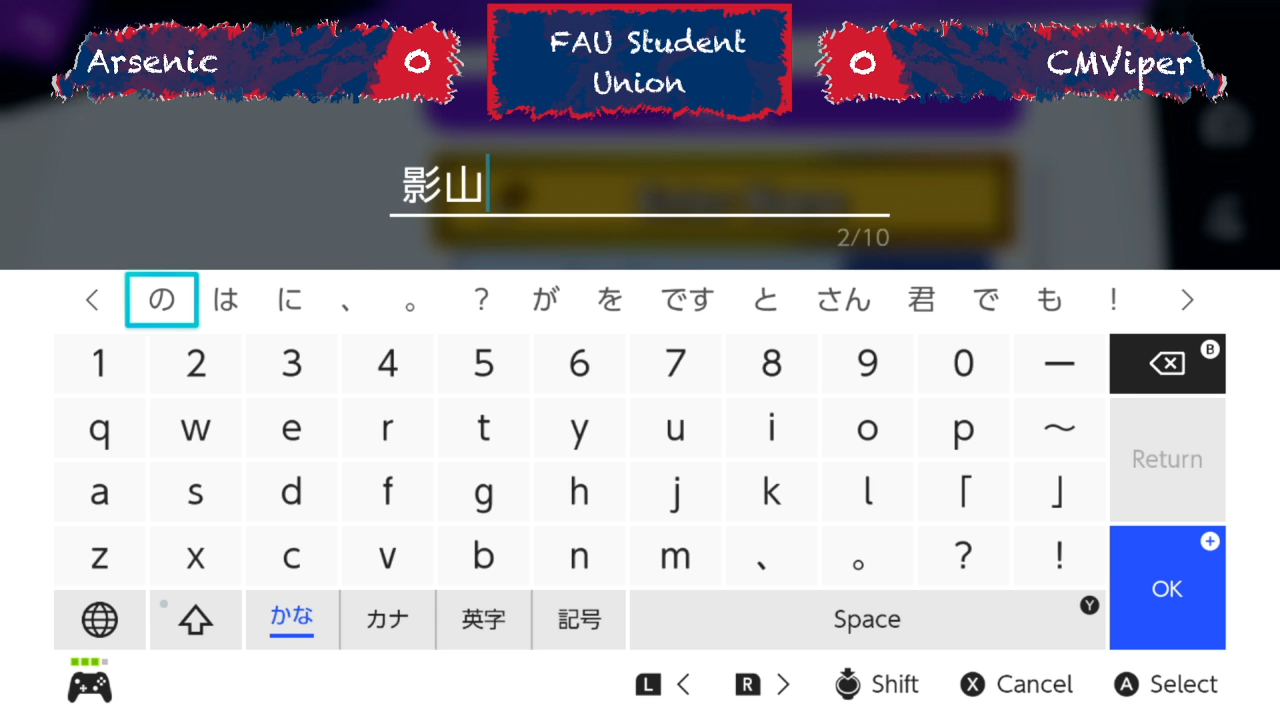 Arsenic
0
FAU Student
Union
0
CMViper
影山
2/10
< の は に 、 。 ? が を です と さん 君 で も ! >
1 2 3 4 5 6 7 8 9 0 ー
B
q w e r t y u i o p ～
Return
a s d f g h j k l 「 」
z x c v b n m 、 。 ? !
+
OK
かな カナ 英字 記号 Space
Y
L < R > Shift X Cancel A Select